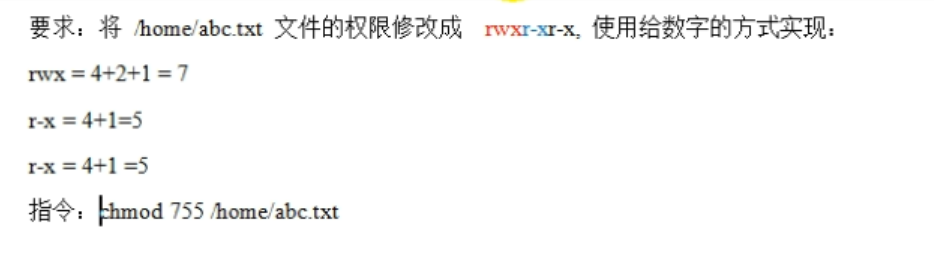 要求：将 /home/abc.txt 文件的权限修改成 rwxr-xr-x, 使用给数字的方式实现：
rwx = 4+2+1 = 7
r-x = 4+1=5
r-x = 4+1 =5
指令：chmod 755 /home/abc.txt